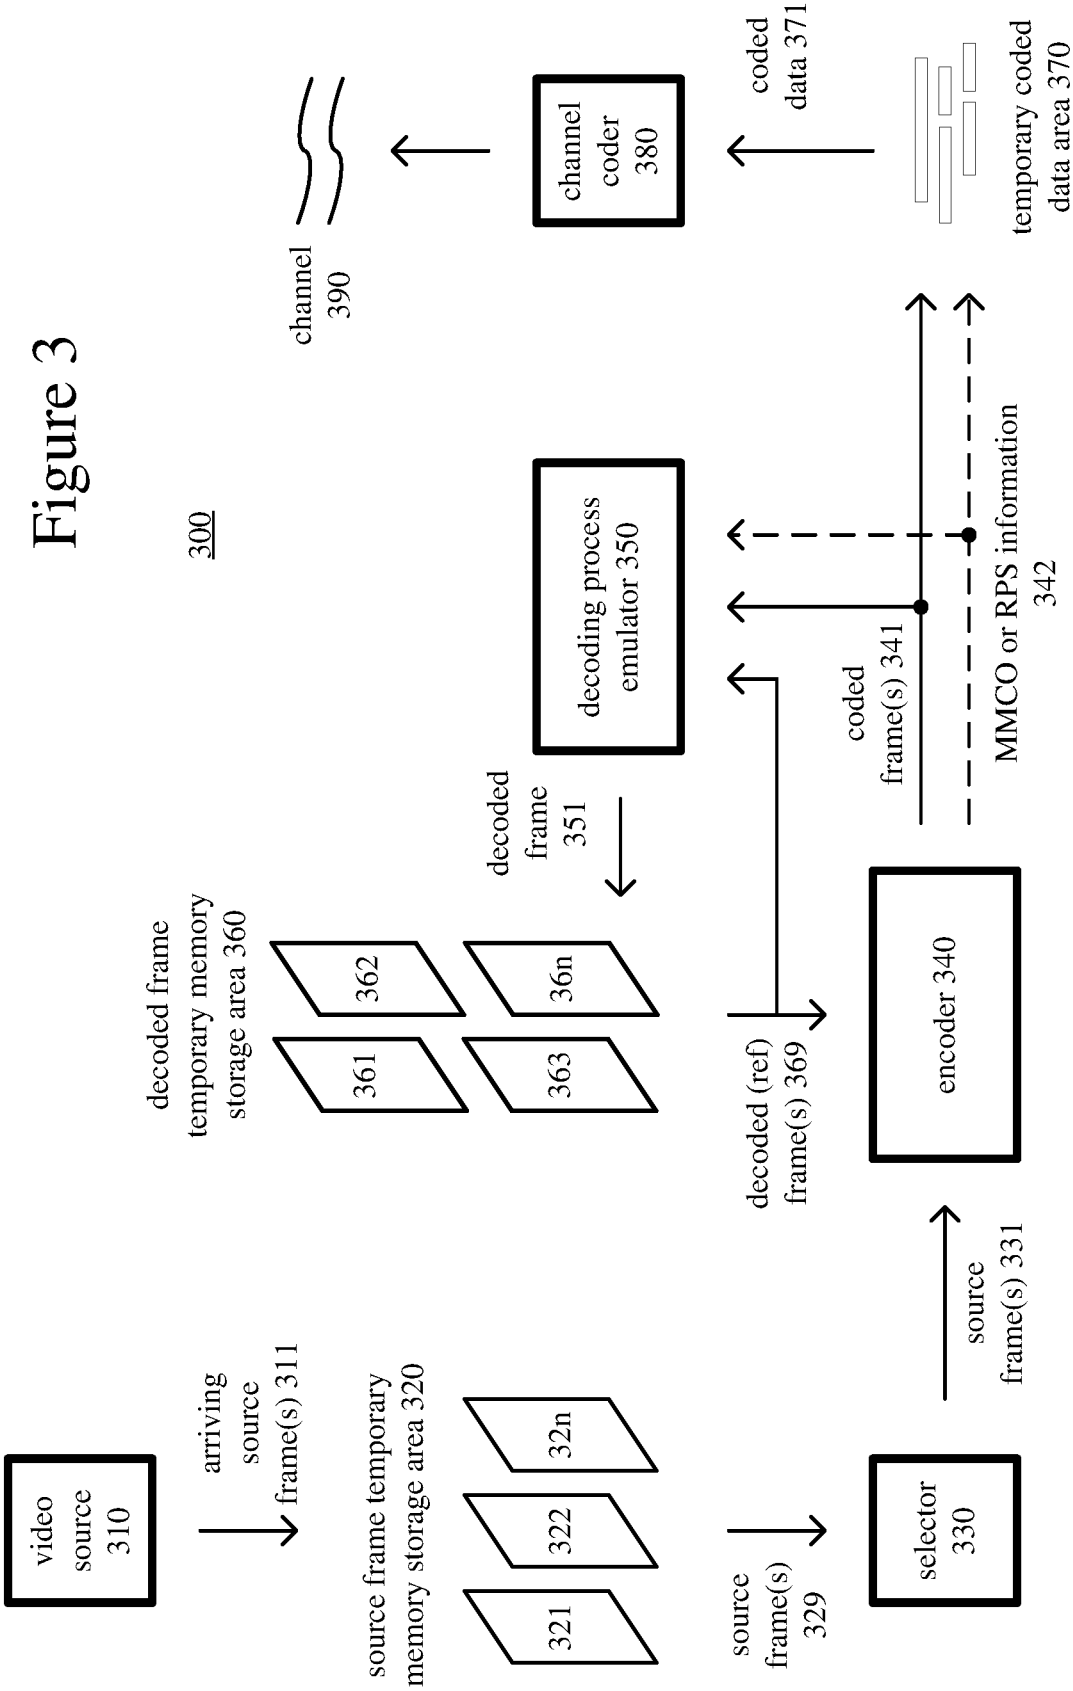 Figure 3
300
video
source
310
arriving
source
frame(s) 311
source frame temporary
memory storage area 320
321
322
32n
source
frame(s)
329
selector
330
source
frame(s) 331
decoded frame
temporary memory
storage area 360
361
362
363
36n
decoded
frame
351
decoded (ref)
frame(s) 369
encoder 340
decoding process
emulator 350
coded
frame(s) 341
MMCO or RPS information
342
channel
390
channel
coder
380
coded
data 371
temporary coded
data area 370